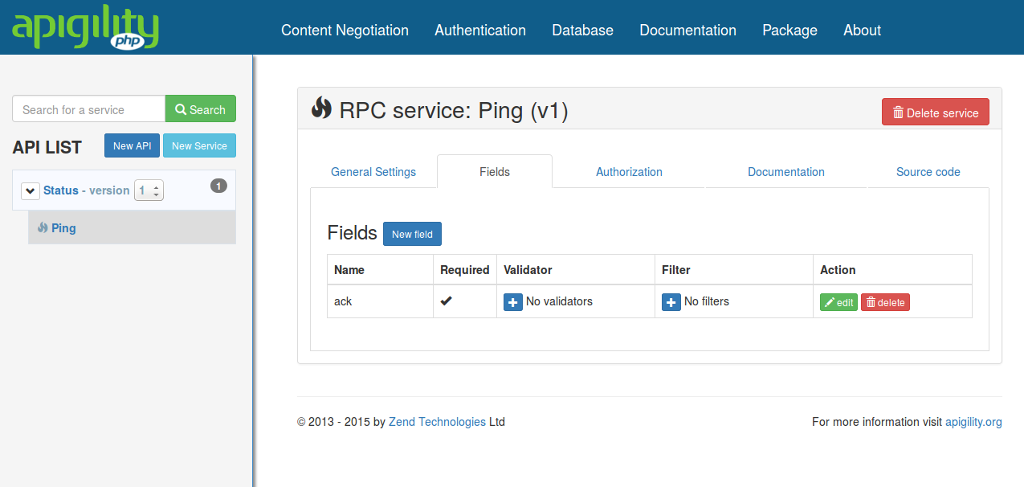 apigility
php
Content Negotiation Authentication Database Documentation Package About
Search for a service Search
API LIST New API New Service
Status - version 1 1
Ping
RPC service: Ping (v1) Delete service
General Settings Fields Authorization Documentation Source code
Fields New field
Name Required Validator Filter Action
ack No validators No filters edit delete
© 2013 - 2015 by Zend Technologies Ltd For more information visit apigility.org